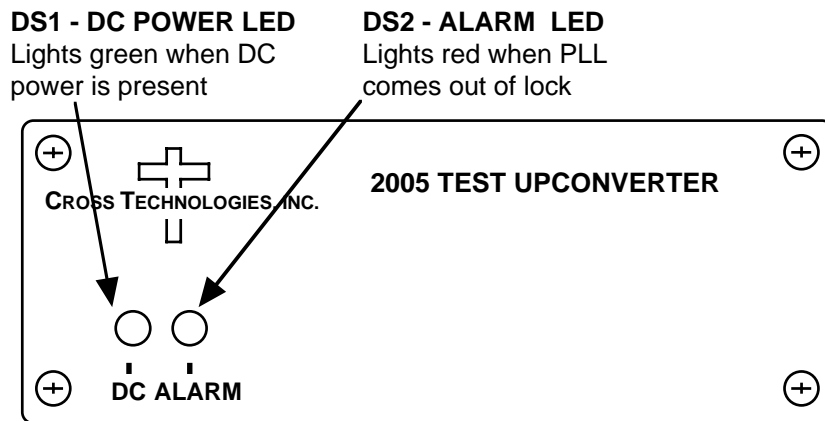 DS1 - DC POWER LED
Lights green when DC
power is present
DS2 - ALARM LED
Lights red when PLL
comes out of lock
CROSS TECHNOLOGIES, INC.
2005 TEST UPCONVERTER
DC ALARM